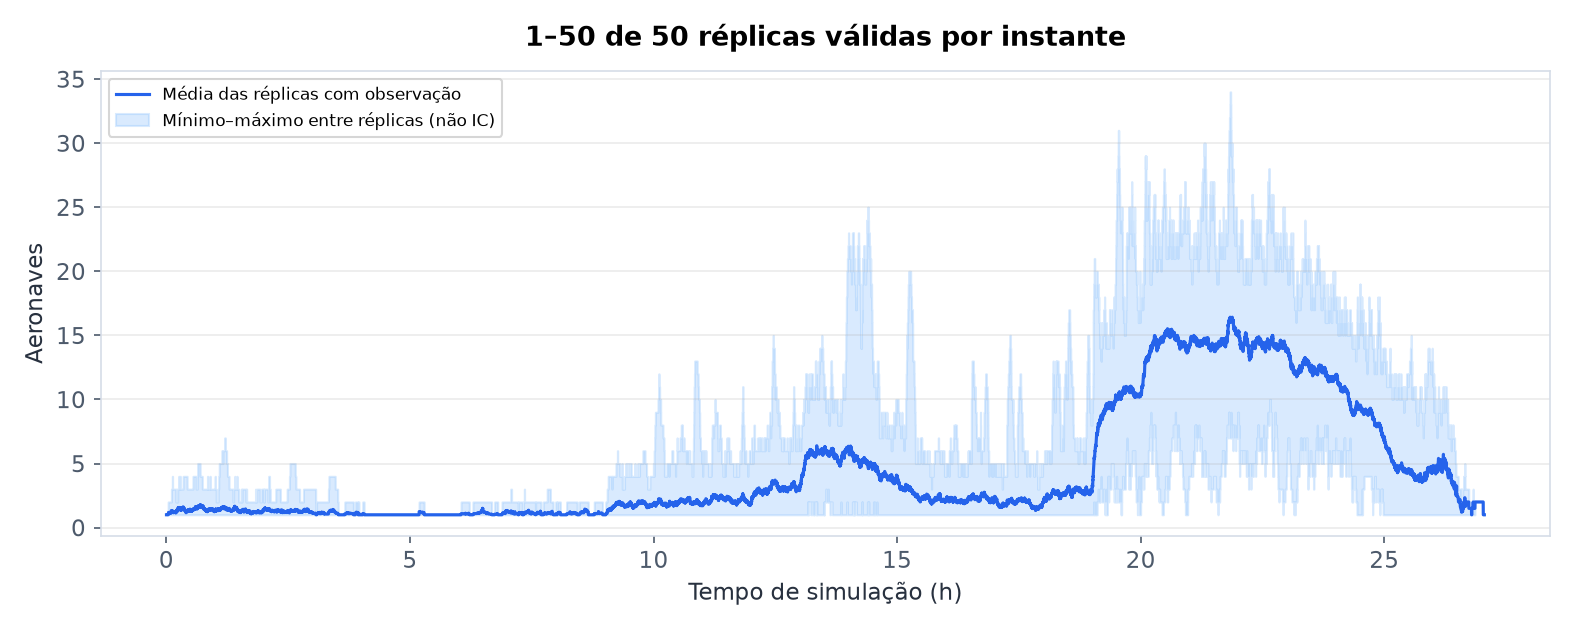 1–50 de 50 réplicas válidas por instante
Média das réplicas com observação
Mínimo–máximo entre réplicas (não IC)
Aeronaves
35
30
25
20
15
10
5
0
0 5 10 15 20 25
Tempo de simulação (h)